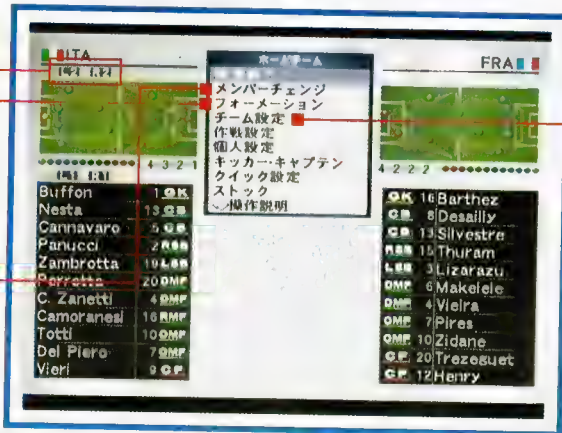 ITA
FRA
ホームチーム
メンバーチェンジ
フォーメーション
チーム設定
作戦設定
個人設定
キッカー・キャプテン
クイック設定
ストック
操作説明
4 3 2 1
4 2 2 2
Buffon 1 GK
Nesta 13 CB
Cannavaro 5 CB
Panucci 2 RSB
Zambrotta 19 LSB
Perrotta 20 DMF
C. Zanetti 4 DMF
Camoranesi 16 RMF
Totti 10 OMF
Del Piero 7 OMF
Vieri 9 CF
GK 16 Barthez
CB 8 Desailly
CB 13 Silvestre
RSB 15 Thuram
LSB 3 Lizarazu
DMF 6 Makelele
DMF 4 Vieira
OMF 7 Pires
OMF 10 Zidane
CF 20 Trezeguet
CF 12 Henry